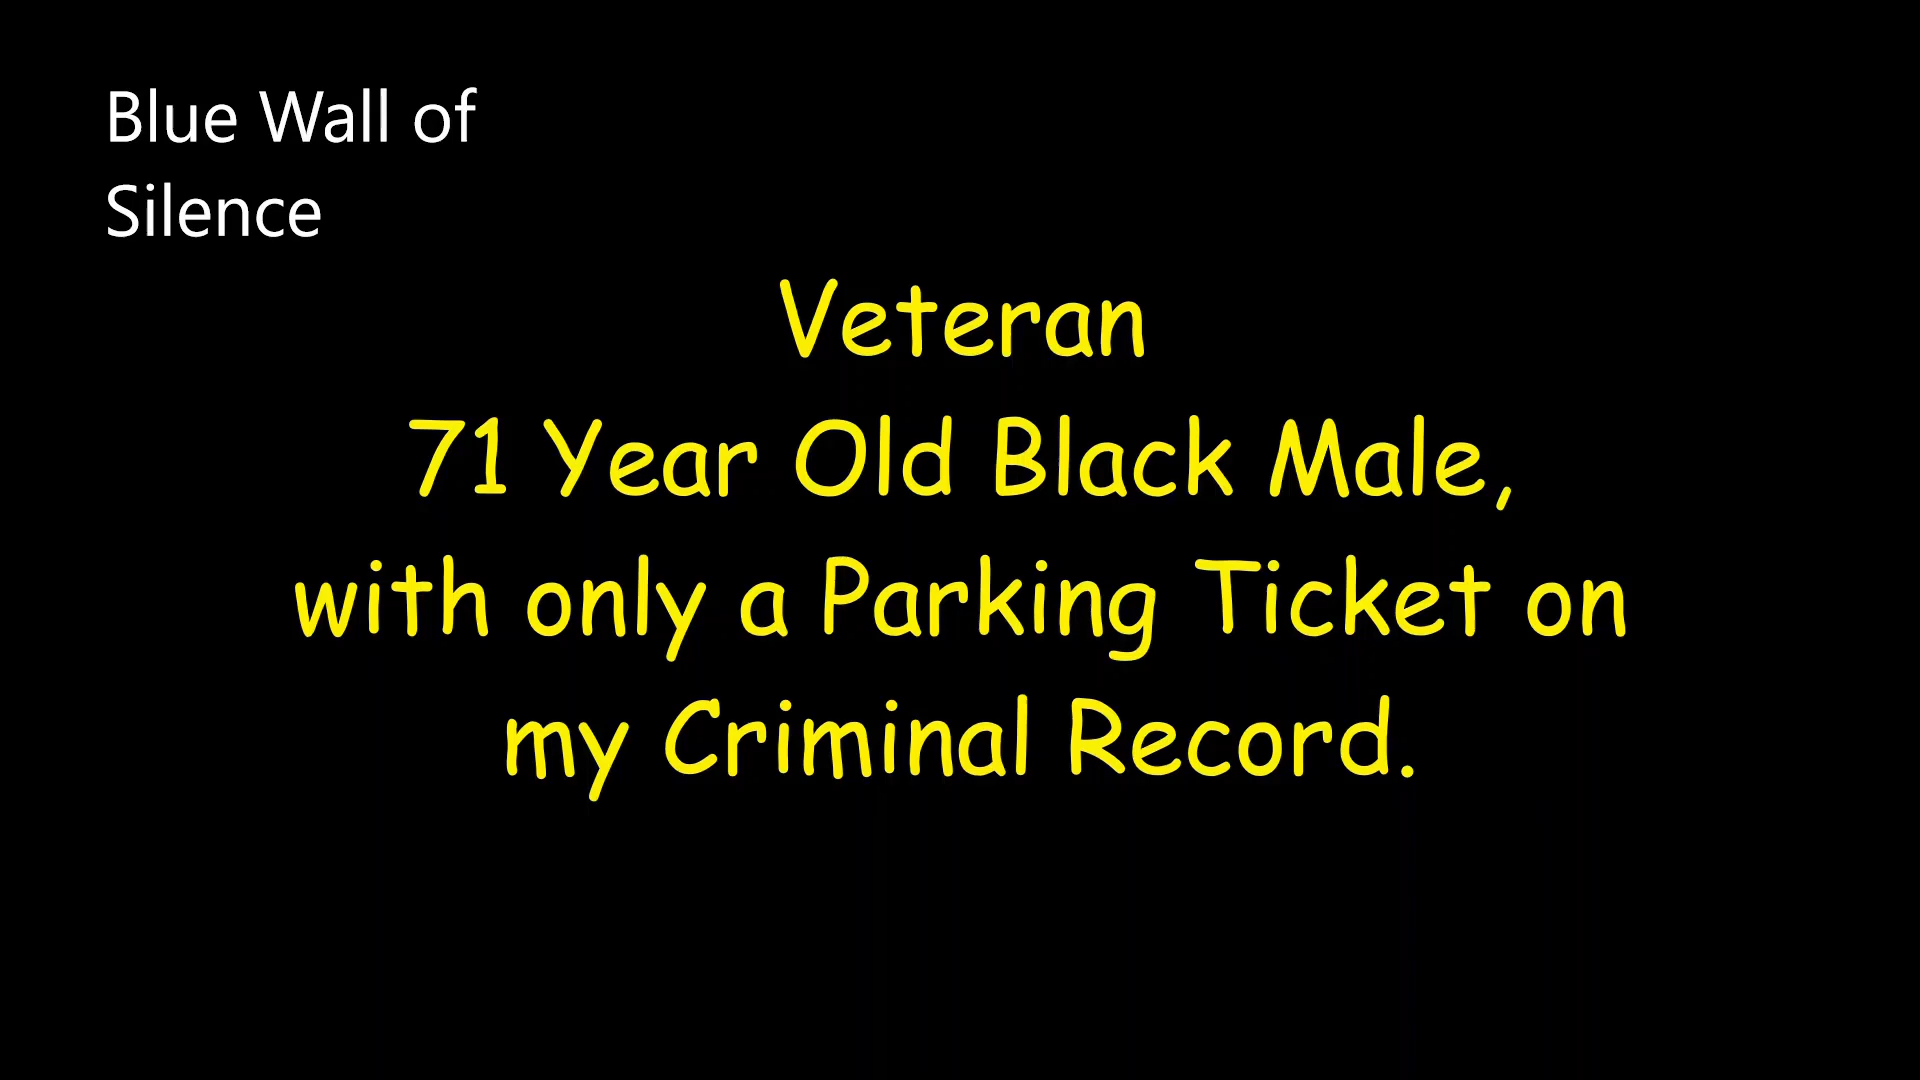 Blue Wall of
Silence
Veteran
71 Year Old Black Male,
with only a Parking Ticket on
my Criminal Record.